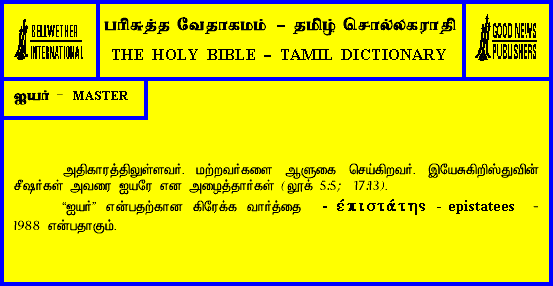 BELLWETHER
INTERNATIONAL
பரிசுத்த வேதாகமம் – தமிழ் சொல்லகராதி
THE HOLY BIBLE – TAMIL DICTIONARY
GOOD NEWS
PUBLISHERS
ஐயர் – MASTER
அதிகாரத்திலுள்ளவர். மற்றவர்களை ஆளுகை செய்கிறவர். இயேசுகிறிஸ்துவின்
சீஷர்கள் அவரை ஐயரே என அழைத்தார்கள் (லூக் 5:5; 17:13).
“ஐயர்” என்பதற்கான கிரேக்க வார்த்தை - ἐπιστάτης - epistatees -
1988 என்பதாகும்.